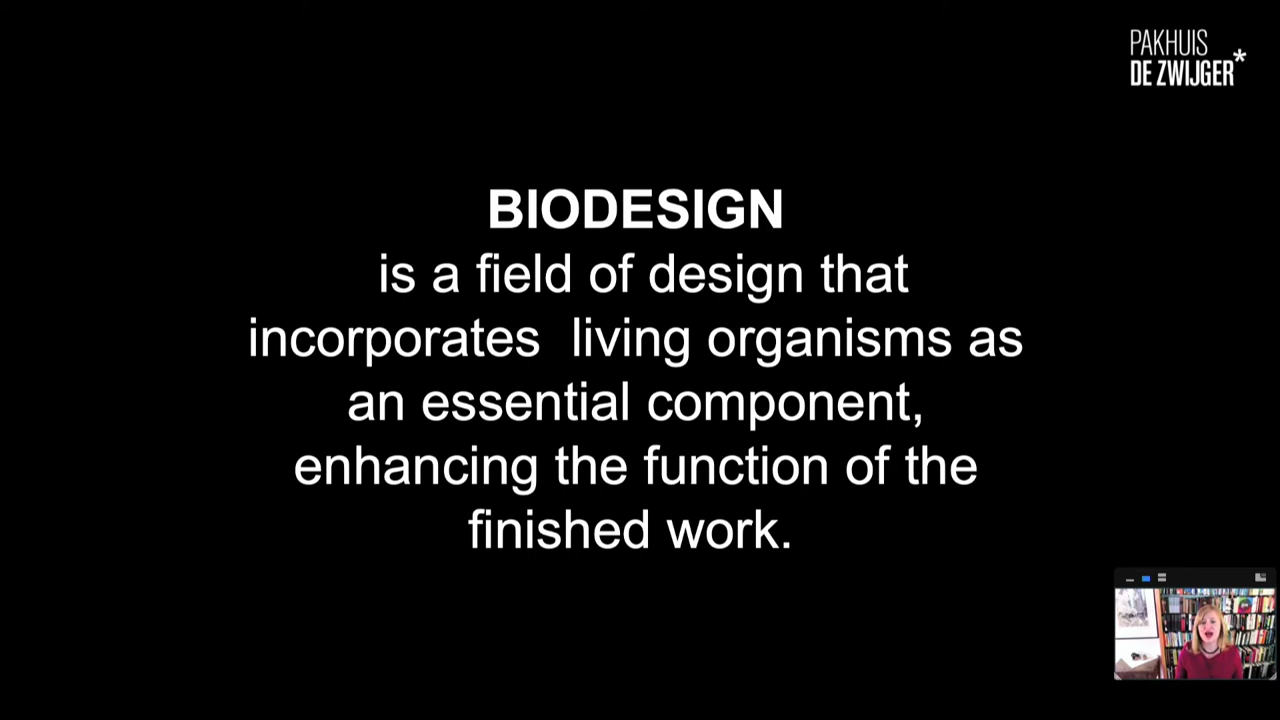 PAKHUIS
DE ZWIJGER*
BIODESIGN
is a field of design that
incorporates  living organisms as
an essential component,
enhancing the function of the
finished work.